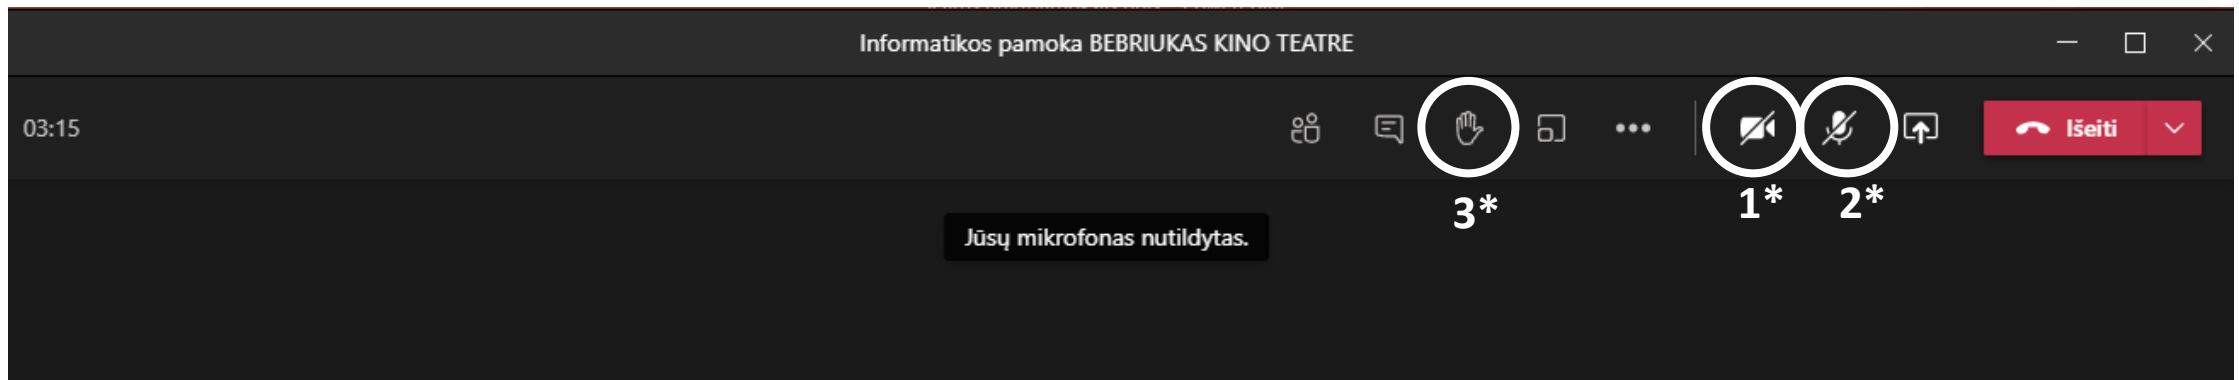 Informatikos pamoka BEBRIUKAS KINO TEATRE
03:15
Išeiti
3*
1*
2*
Jūsų mikrofonas nutildytas.